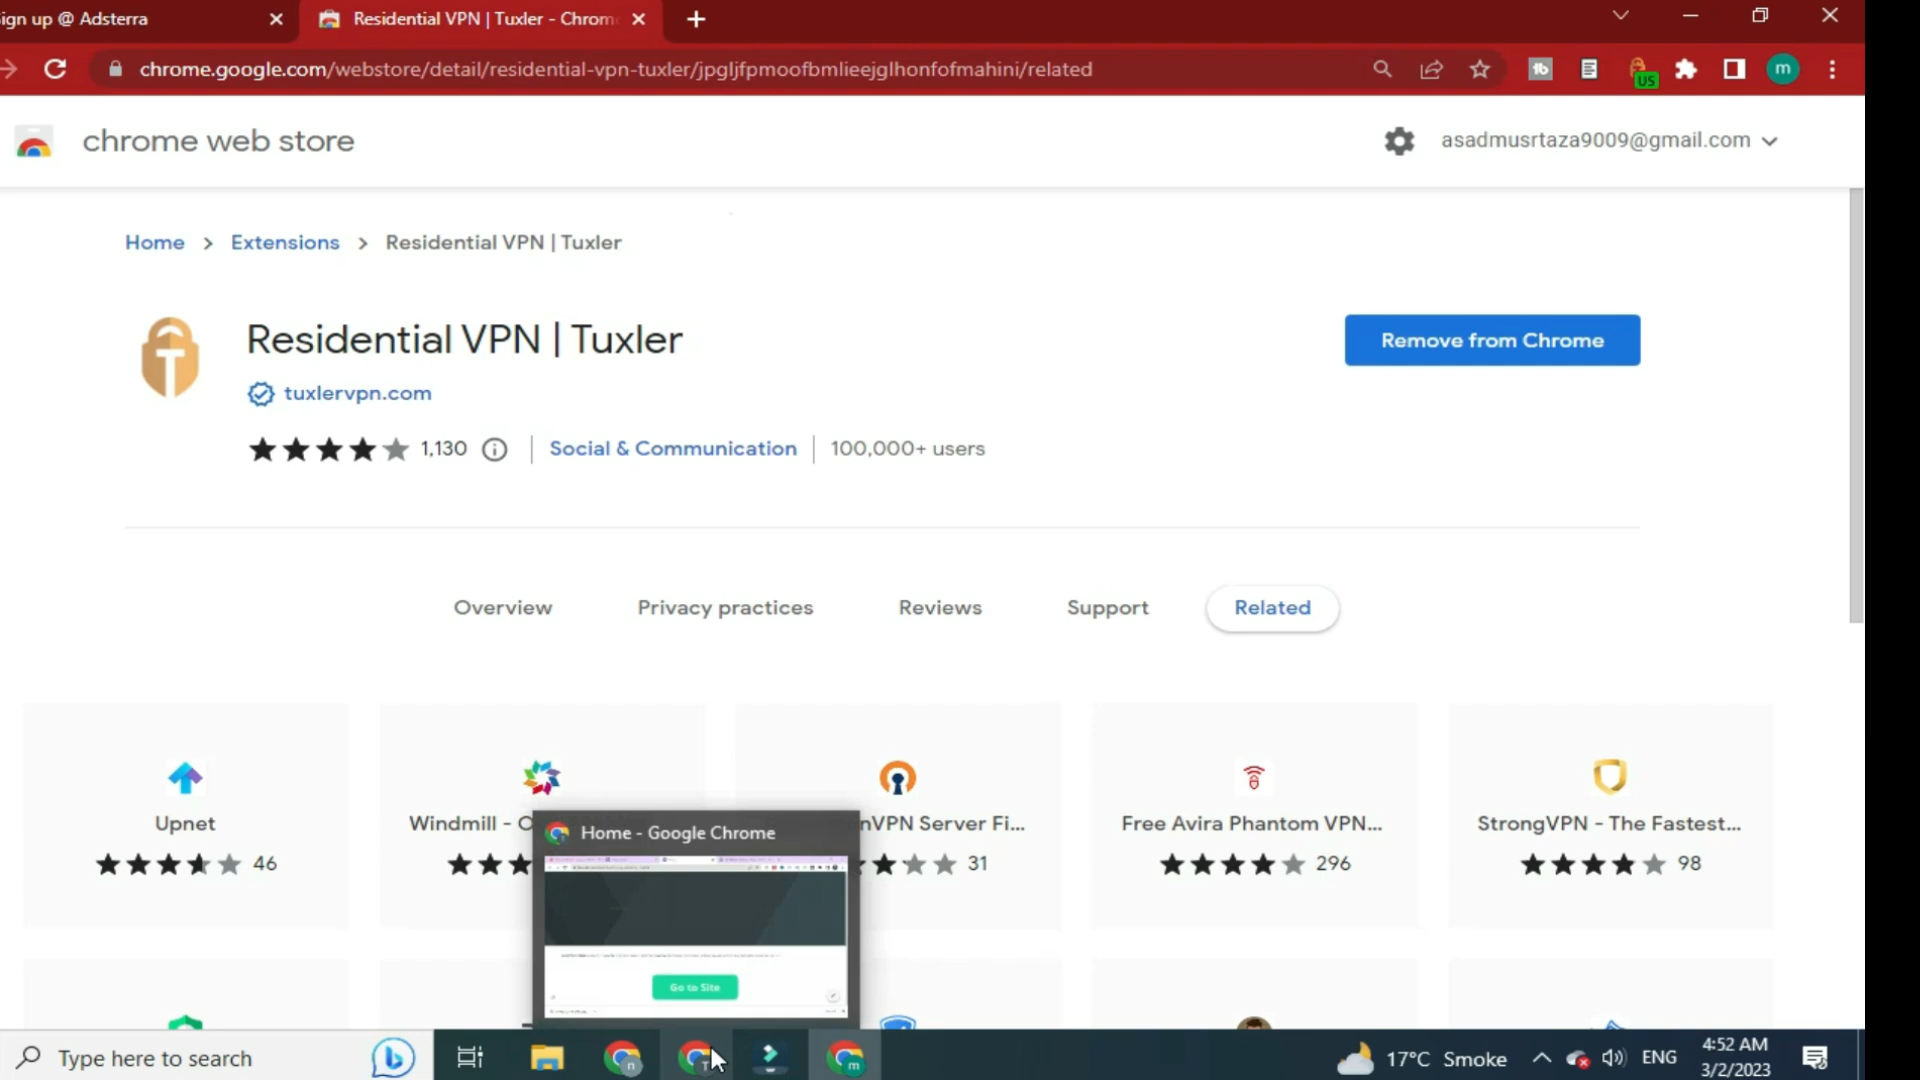 ign up @ Adsterra
Residential VPN | Tuxler - Chrom
chrome.google.com/webstore/detail/residential-vpn-tuxler/jpgljfpmoofbmlieejglhonfofmahini/related
US
m
chrome web store
asadmusrtaza9009@gmail.com
Home > Extensions > Residential VPN | Tuxler
Residential VPN | Tuxler
Remove from Chrome
tuxlervpn.com
1,130
Social & Communication
100,000+ users
Overview
Privacy practices
Reviews
Support
Related
Upnet
Windmill - O
nVPN Server Fi...
Free Avira Phantom VPN...
StrongVPN - The Fastest...
46
31
296
98
Home - Google Chrome
Go to Site
Type here to search
17°C Smoke
ENG
4:52 AM
3/2/2023